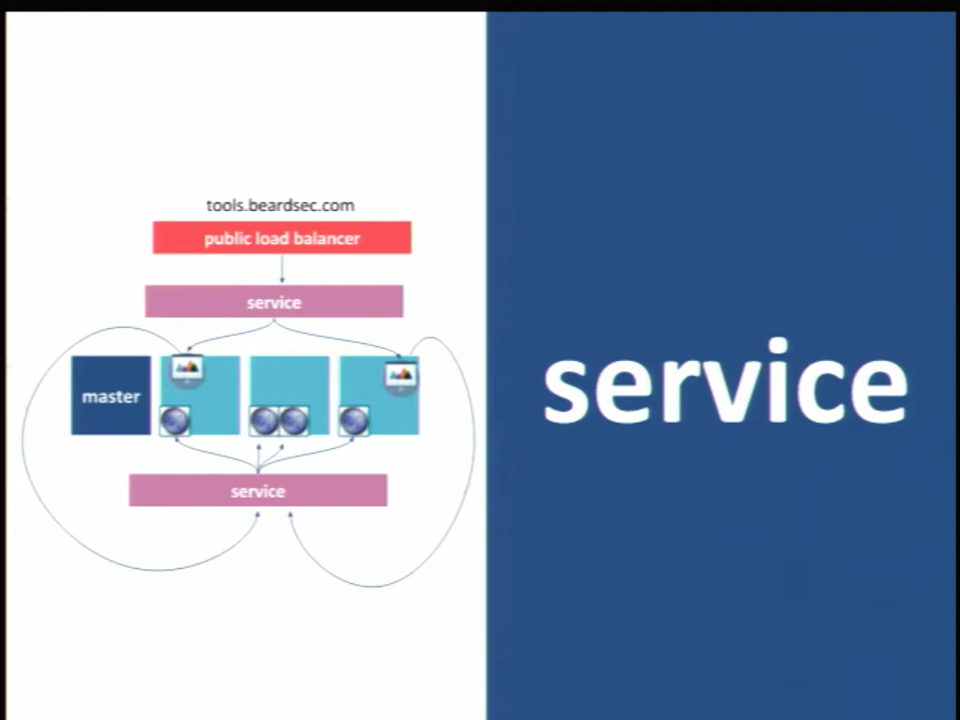 tools.beardsec.com
public load balancer
service
master
service
service